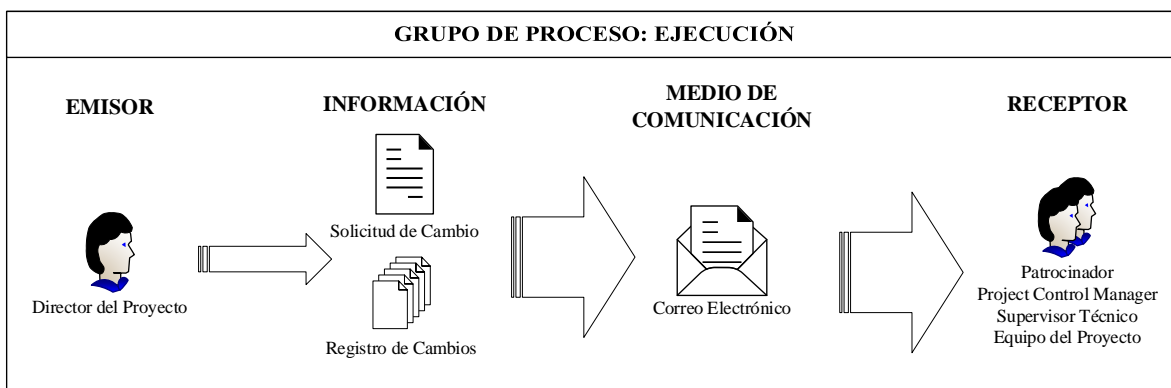 GRUPO DE PROCESO: EJECUCIÓN
EMISOR
INFORMACIÓN
MEDIO DE
COMUNICACIÓN
RECEPTOR
Director del Proyecto
Solicitud de Cambio
Registro de Cambios
Correo Electrónico
Patrocinador
Project Control Manager
Supervisor Técnico
Equipo del Proyecto